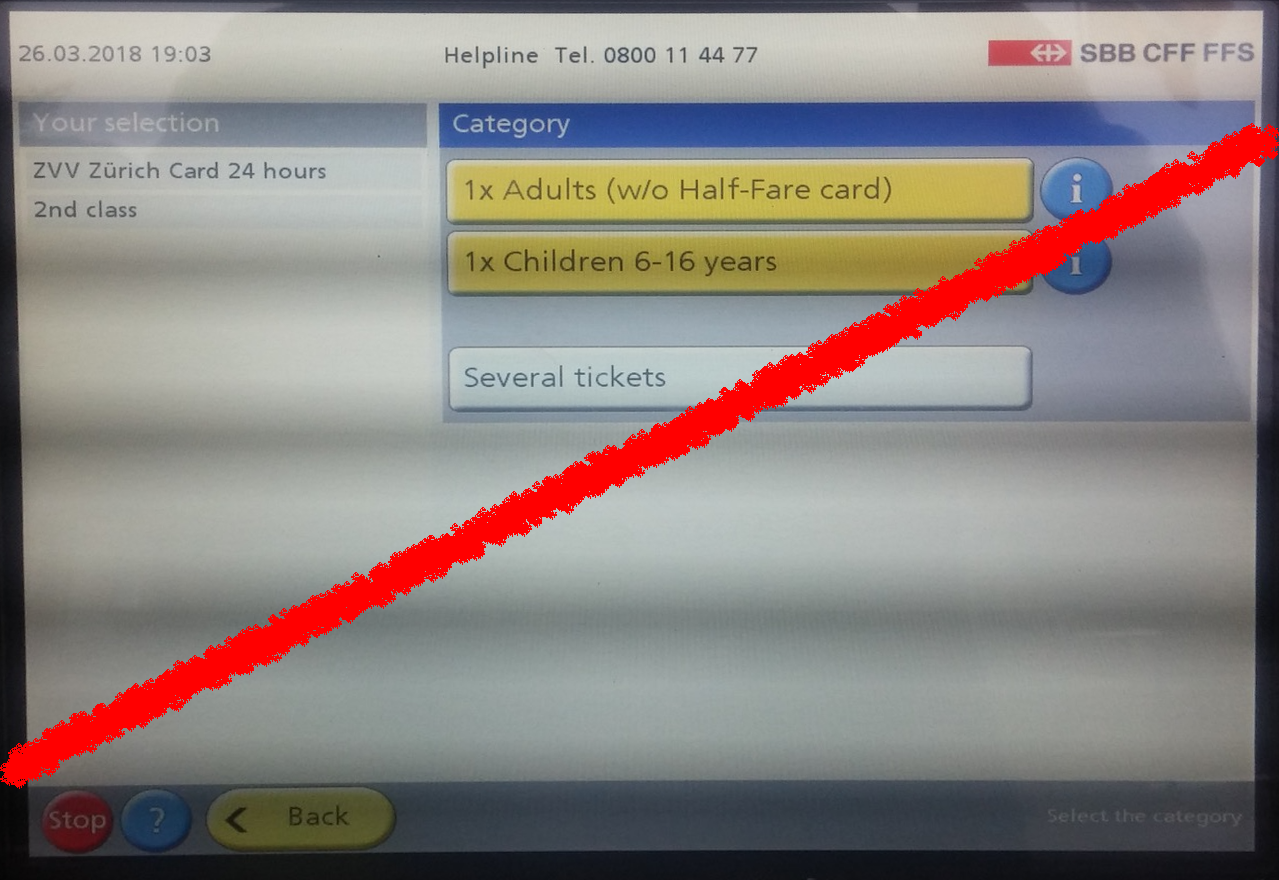 26.03.2018 19:03
Helpline Tel. 0800 11 44 77
SBB CFF FFS
Your selection
ZVV Zürich Card 24 hours
2nd class
Category
1x Adults (w/o Half-Fare card)
i
1x Children 6-16 years
i
Several tickets
Stop
?
Back
Select the category